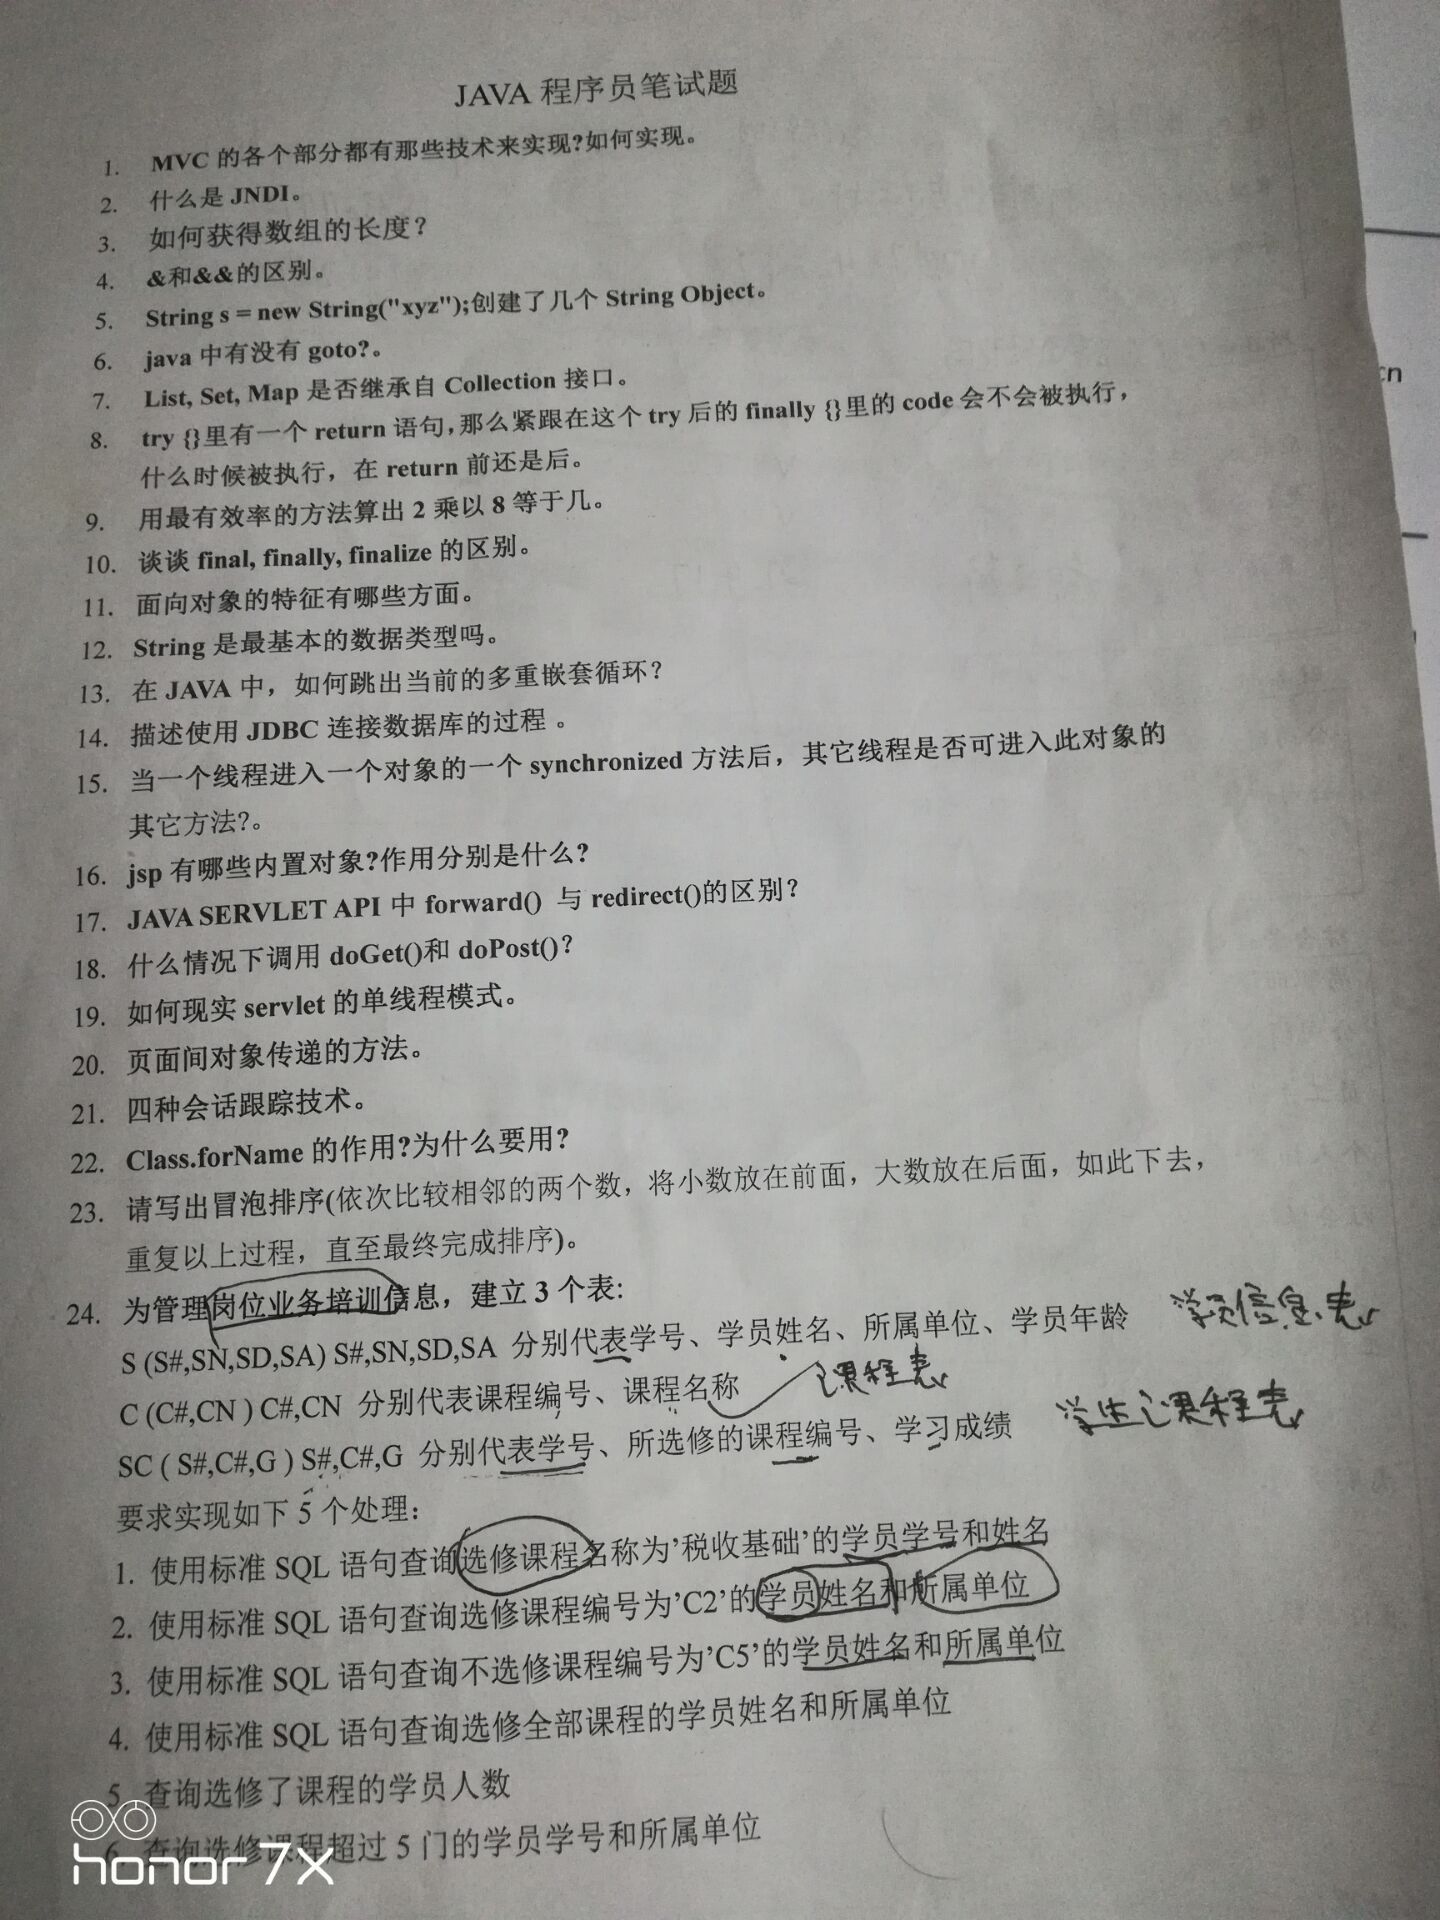 JAVA 程序员笔试题
1. MVC 的各个部分都有那些技术来实现?如何实现。
2. 什么是 JNDI。
3. 如何获得数组的长度?
4. &和&&的区别。
5. String s = new String("xyz");创建了几个 String Object。
6. java 中有没有 goto?。
7. List, Set, Map 是否继承自 Collection 接口。
8. try {}里有一个 return 语句,那么紧跟在这个 try 后的 finally {}里的 code 会不会被执行，
什么时候被执行，在 return 前还是后。
9. 用最有效率的方法算出 2 乘以 8 等于几。
10. 谈谈 final, finally, finalize 的区别。
11. 面向对象的特征有哪些方面。
12. String 是最基本的数据类型吗。
13. 在 JAVA 中，如何跳出当前的多重嵌套循环?
14. 描述使用 JDBC 连接数据库的过程 。
15. 当一个线程进入一个对象的一个 synchronized 方法后，其它线程是否可进入此对象的
其它方法?。
16. jsp 有哪些内置对象?作用分别是什么?
17. JAVA SERVLET API 中 forward() 与 redirect()的区别?
18. 什么情况下调用 doGet()和 doPost()?
19. 如何现实 servlet 的单线程模式。
20. 页面间对象传递的方法。
21. 四种会话跟踪技术。
22. Class.forName 的作用?为什么要用?
23. 请写出冒泡排序(依次比较相邻的两个数，将小数放在前面，大数放在后面，如此下去，
重复以上过程，直至最终完成排序)。
24. 为管理岗位业务培训信息，建立 3 个表:
S (S#,SN,SD,SA) S#,SN,SD,SA 分别代表学号、学员姓名、所属单位、学员年龄 学员信息表
C (C#,CN ) C#,CN 分别代表课程编号、课程名称 课程表
SC ( S#,C#,G ) S#,C#,G 分别代表学号、所选修的课程编号、学习成绩 学生课程表
要求实现如下 5 个处理：
1. 使用标准 SQL 语句查询选修课程名称为’税收基础’的学员学号和姓名
2. 使用标准 SQL 语句查询选修课程编号为’C2’的学员姓名和所属单位
3. 使用标准 SQL 语句查询不选修课程编号为’C5’的学员姓名和所属单位
4. 使用标准 SQL 语句查询选修全部课程的学员姓名和所属单位
5. 查询选修了课程的学员人数
6. 查询选修课程超过 5 门的学员学号和所属单位
honor 7X
cn